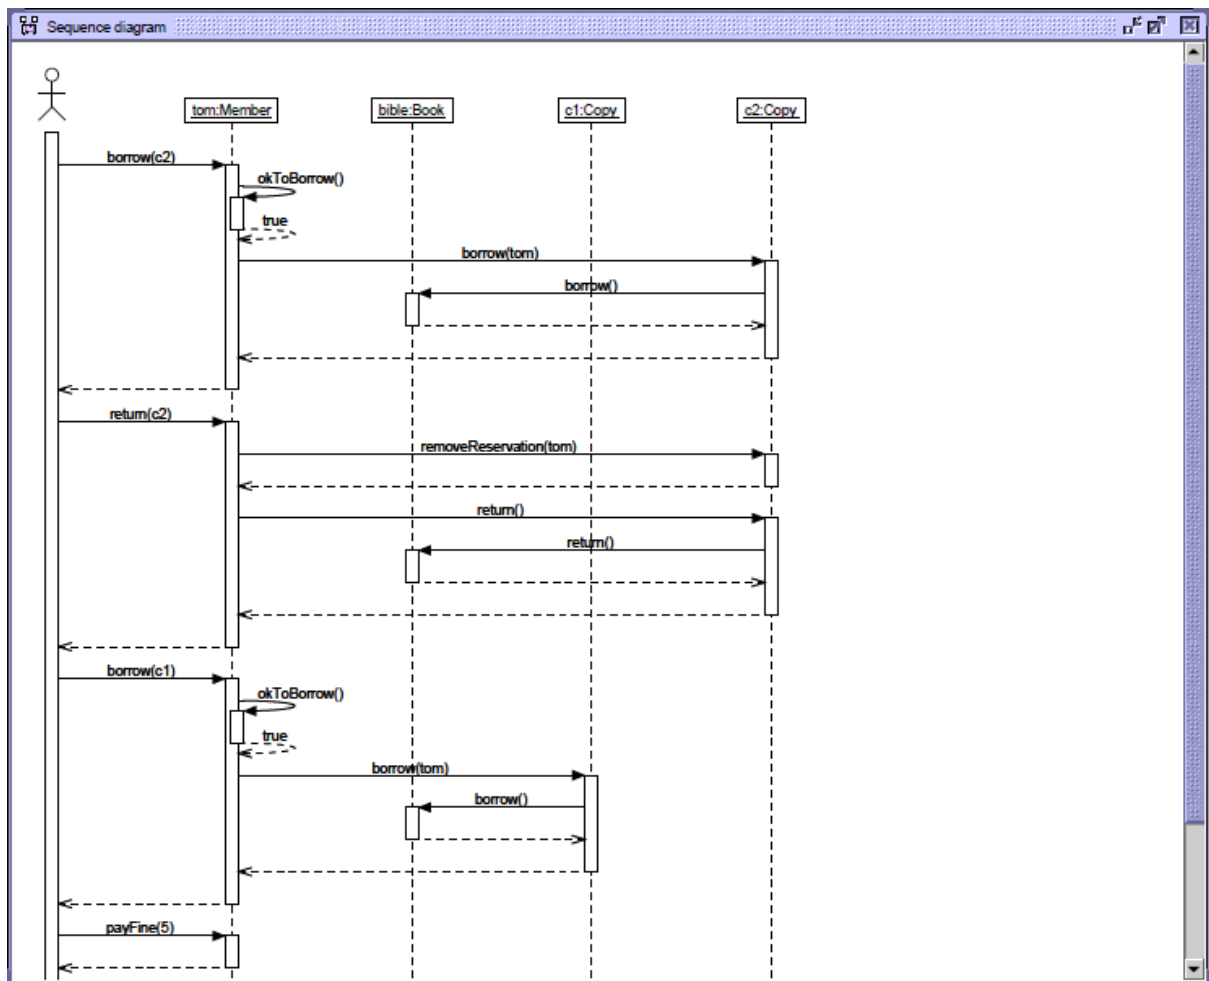 Sequence diagram
tom:Member
bible:Book
c1:Copy
c2:Copy
borrow(c2)
okToBorrow()
true
borrow(tom)
borrow()
return(c2)
removeReservation(tom)
return()
return()
borrow(c1)
okToBorrow()
true
borrow(tom)
borrow()
payFine(5)